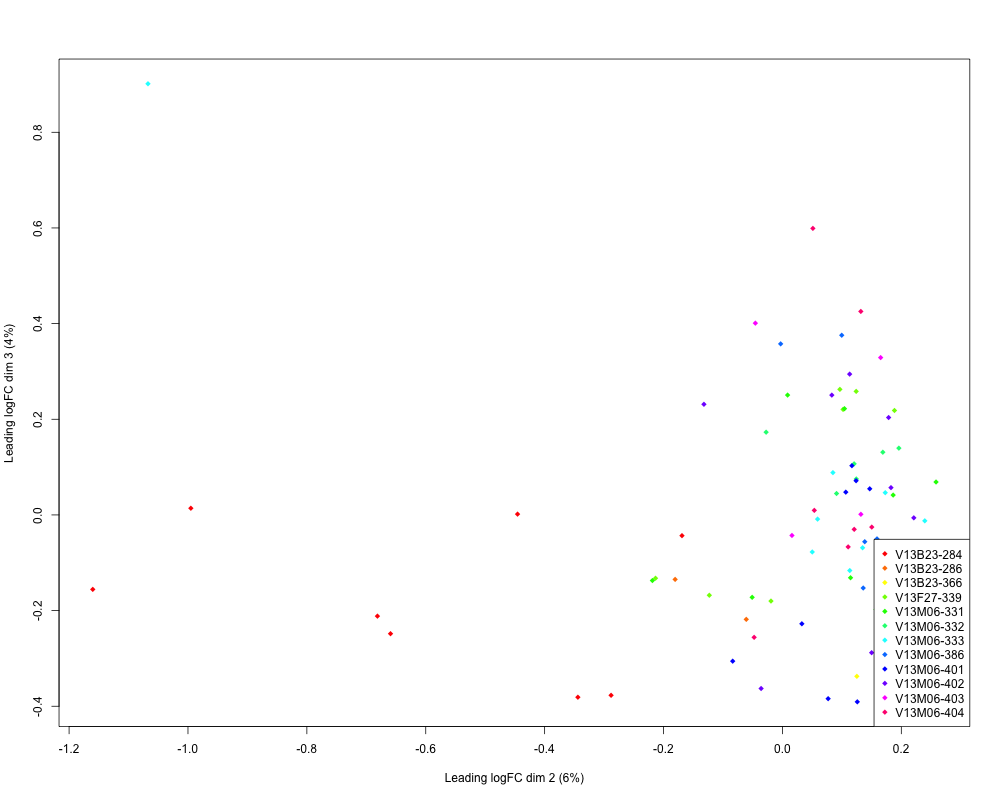 Leading logFC dim 3 (4%)
0.8
0.6
0.4
0.2
0.0
-0.2
-0.4
V13B23-284
V13B23-286
V13B23-366
V13F27-339
V13M06-331
V13M06-332
V13M06-333
V13M06-386
V13M06-401
V13M06-402
V13M06-403
V13M06-404
-1.2 -1.0 -0.8 -0.6 -0.4 -0.2 0.0 0.2
Leading logFC dim 2 (6%)